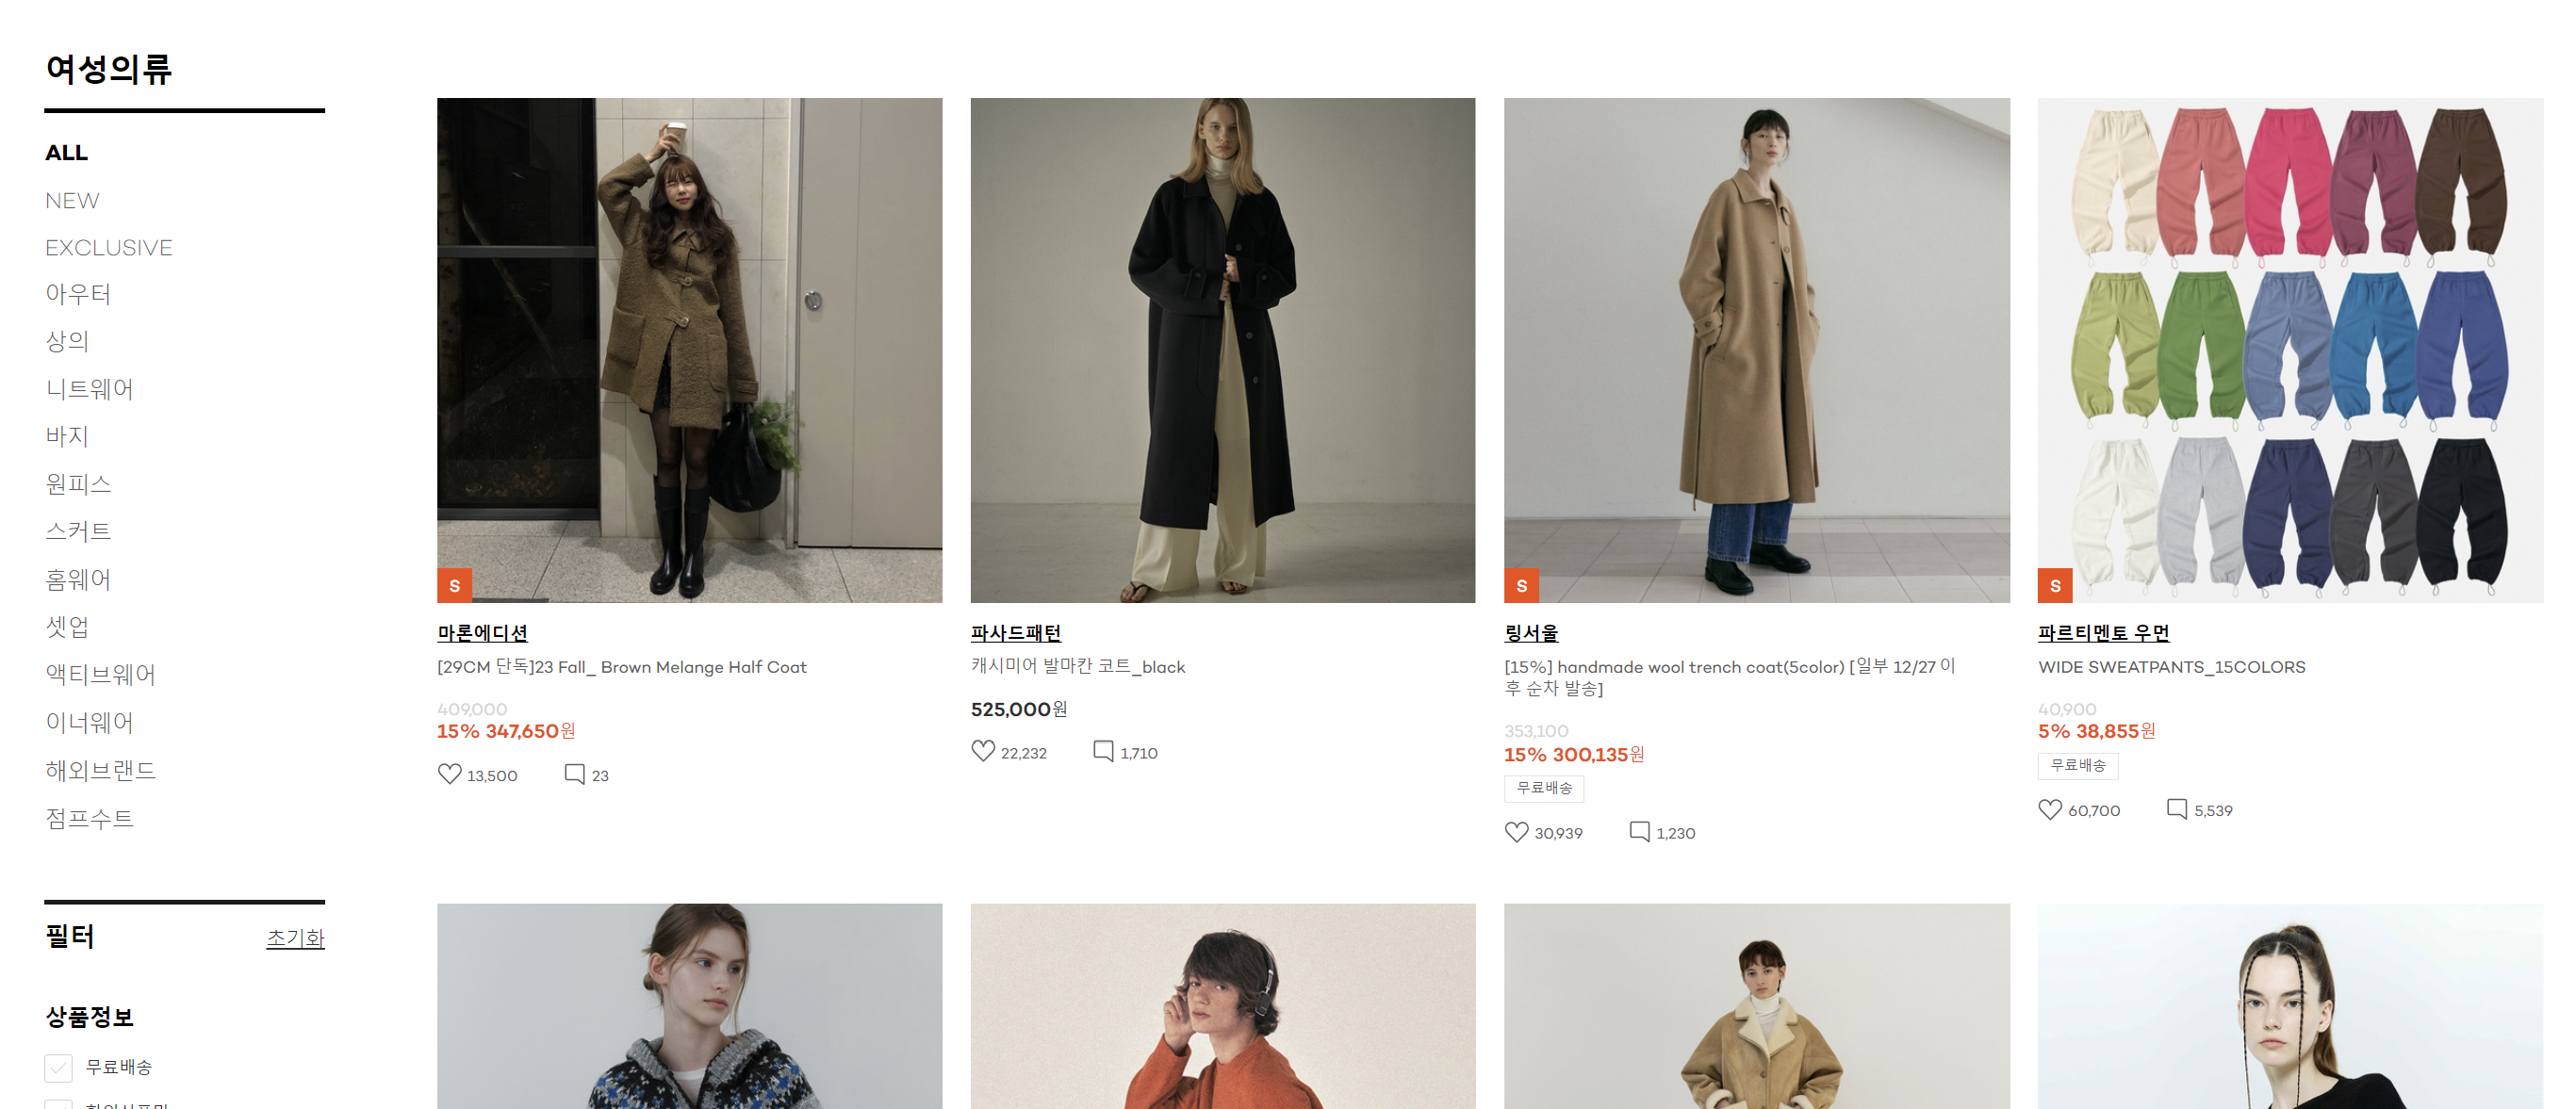 여성의류
ALL
NEW
EXCLUSIVE
아우터
상의
니트웨어
바지
원피스
스커트
홈웨어
셋업
액티브웨어
이너웨어
해외브랜드
점프수트
필터
초기화
상품정보
무료배송
S
마론에디션
[29CM 단독]23 Fall_ Brown Melange Half Coat
409,000
15% 347,650원
13,500
23
파사드패턴
캐시미어 발마칸 코트_black
525,000원
22,232
1,710
S
링서울
[15%] handmade wool trench coat(5color) [일부 12/27 이
후 순차 발송]
353,100
15% 300,135원
무료배송
30,939
1,230
S
파르티멘토 우먼
WIDE SWEATPANTS_15COLORS
40,900
5% 38,855원
무료배송
60,700
5,539